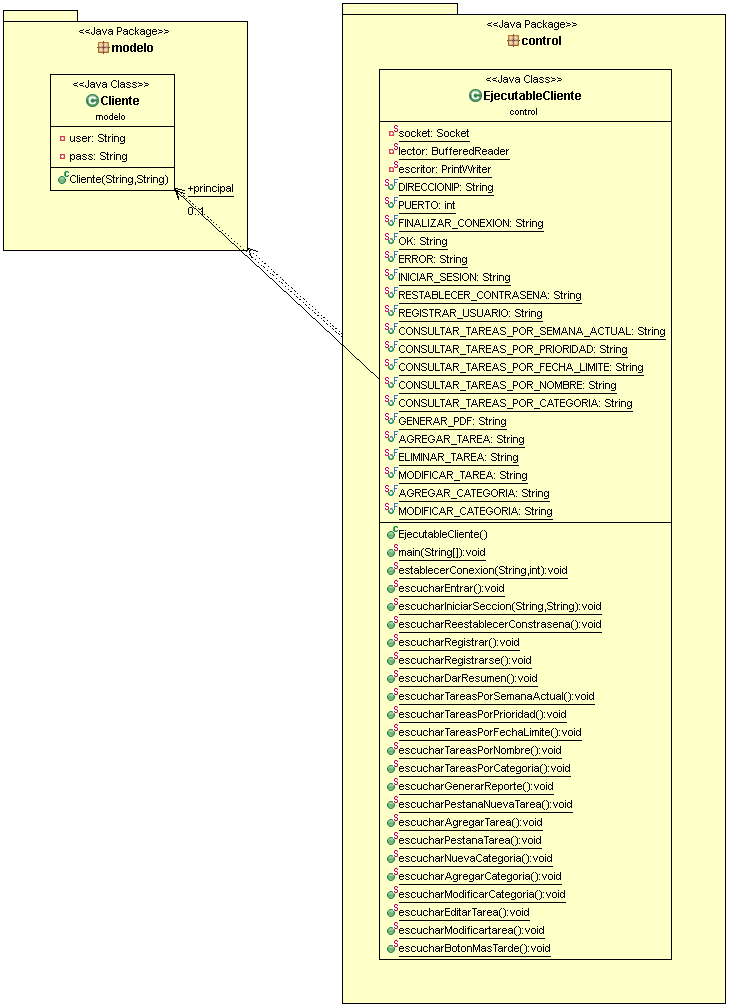 <<Java Package>>
modelo
<<Java Class>>
Cliente
modelo
user: String
pass: String
Cliente(String,String)
+principal
0..1
<<Java Package>>
control
<<Java Class>>
EjecutableCliente
control
socket: Socket
lector: BufferedReader
escritor: PrintWriter
DIRECCIONIP: String
PUERTO: int
FINALIZAR_CONEXION: String
OK: String
ERROR: String
INICIAR_SESION: String
RESTABLECER_CONTRASENA: String
REGISTRAR_USUARIO: String
CONSULTAR_TAREAS_POR_SEMANA_ACTUAL: String
CONSULTAR_TAREAS_POR_PRIORIDAD: String
CONSULTAR_TAREAS_POR_FECHA_LIMITE: String
CONSULTAR_TAREAS_POR_NOMBRE: String
CONSULTAR_TAREAS_POR_CATEGORIA: String
GENERAR_PDF: String
AGREGAR_TAREA: String
ELIMINAR_TAREA: String
MODIFICAR_TAREA: String
AGREGAR_CATEGORIA: String
MODIFICAR_CATEGORIA: String
EjecutableCliente()
main(String[]):void
establecerConexion(String,int):void
escucharEntrar():void
escucharIniciarSeccion(String,String):void
escucharReestablecerConstrasena():void
escucharRegistrar():void
escucharRegistrarse():void
escucharDarResumen():void
escucharTareasPorSemanaActual():void
escucharTareasPorPrioridad():void
escucharTareasPorFechaLimite():void
escucharTareasPorNombre():void
escucharTareasPorCategoria():void
escucharGenerarReporte():void
escucharPestanaNuevaTarea():void
escucharAgregarTarea():void
escucharPestanaTarea():void
escucharNuevaCategoria():void
escucharAgregarCategoria():void
escucharModificarCategoria():void
escucharEditarTarea():void
escucharModificartarea():void
escucharBotonMasTarde():void